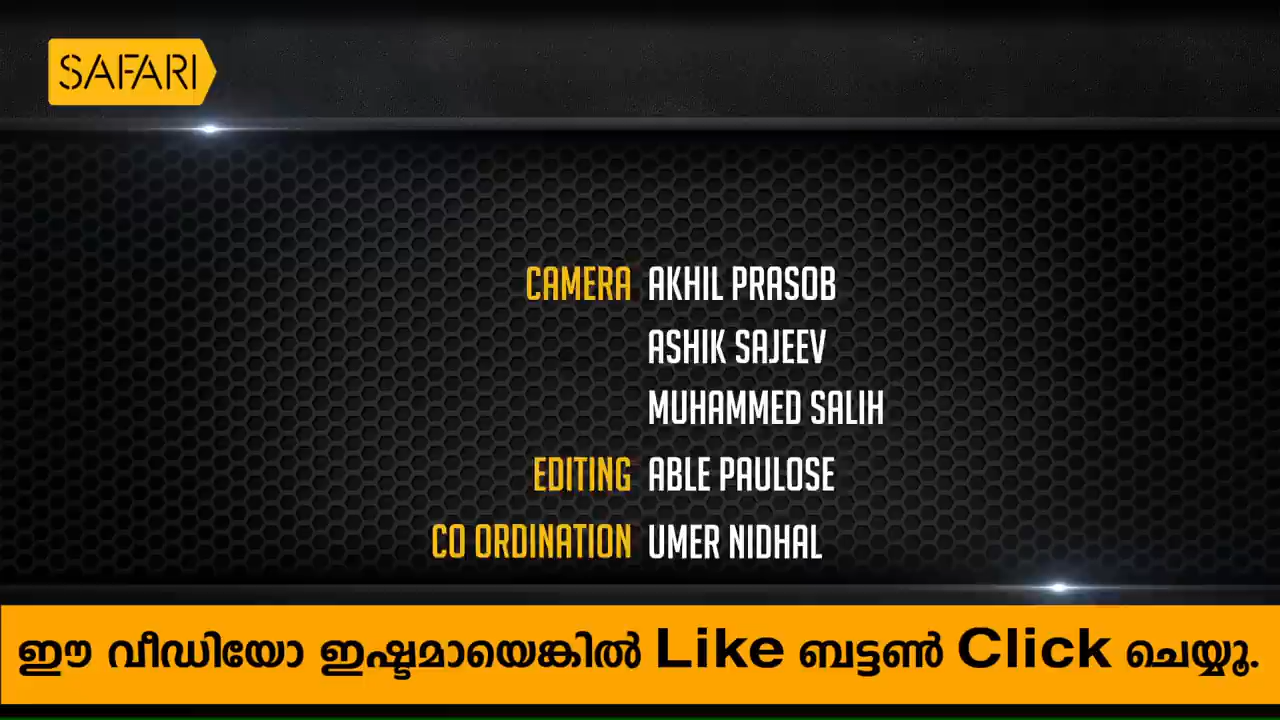 SAFARI
CAMERA AKHIL PRASOB
ASHIK SAJEEV
MUHAMMED SALIH
EDITING ABLE PAULOSE
CO ORDINATION UMER NIDHAL
ഈ വീഡിയോ ഇഷ്ടമായെങ്കിൽ Like ബട്ടൺ Click ചെയ്യൂ.